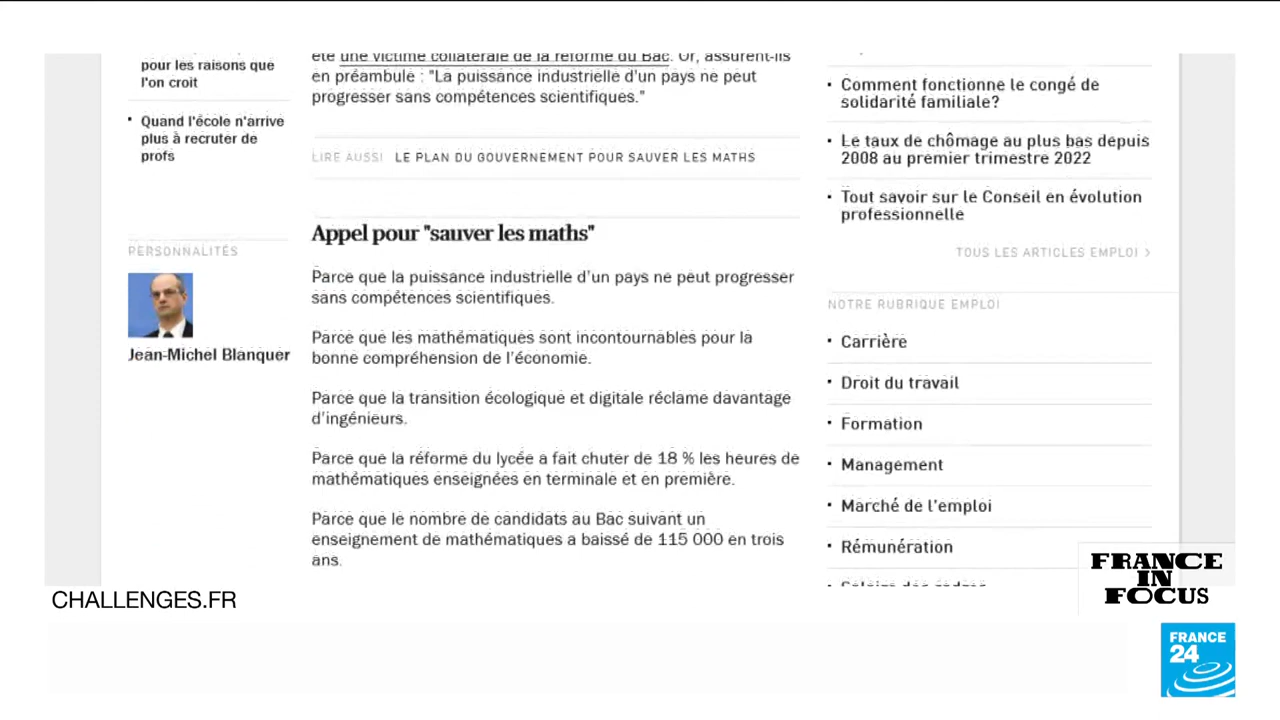 pour les raisons que
l'on croit
Quand l'école n'arrive
plus à recruter de
profs
PERSONNALITÉS
Jean-Michel Blanquer
été une victime collatérale de la réforme du Bac. Or, assurent-ils
en préambule : "La puissance industrielle d'un pays ne peut
progresser sans compétences scientifiques."
LIRE AUSSI LE PLAN DU GOUVERNEMENT POUR SAUVER LES MATHS
Appel pour "sauver les maths"
Parce que la puissance industrielle d'un pays ne peut progresser
sans compétences scientifiques.
Parce que les mathématiques sont incontournables pour la
bonne compréhension de l'économie.
Parce que la transition écologique et digitale réclame davantage
d'ingénieurs.
Parce que la réforme du lycée a fait chuter de 18 % les heures de
mathématiques enseignées en terminale et en première.
Parce que le nombre de candidats au Bac suivant un
enseignement de mathématiques a baissé de 115 000 en trois
ans.
Comment fonctionne le congé de
solidarité familiale?
Le taux de chômage au plus bas depuis
2008 au premier trimestre 2022
Tout savoir sur le Conseil en évolution
professionnelle
TOUS LES ARTICLES EMPLOI >
NOTRE RUBRIQUE EMPLOI
Carrière
Droit du travail
Formation
Management
Marché de l'emploi
Rémunération
CHALLENGES.FR
FRANCE
IN
FOCUS
FRANCE
24